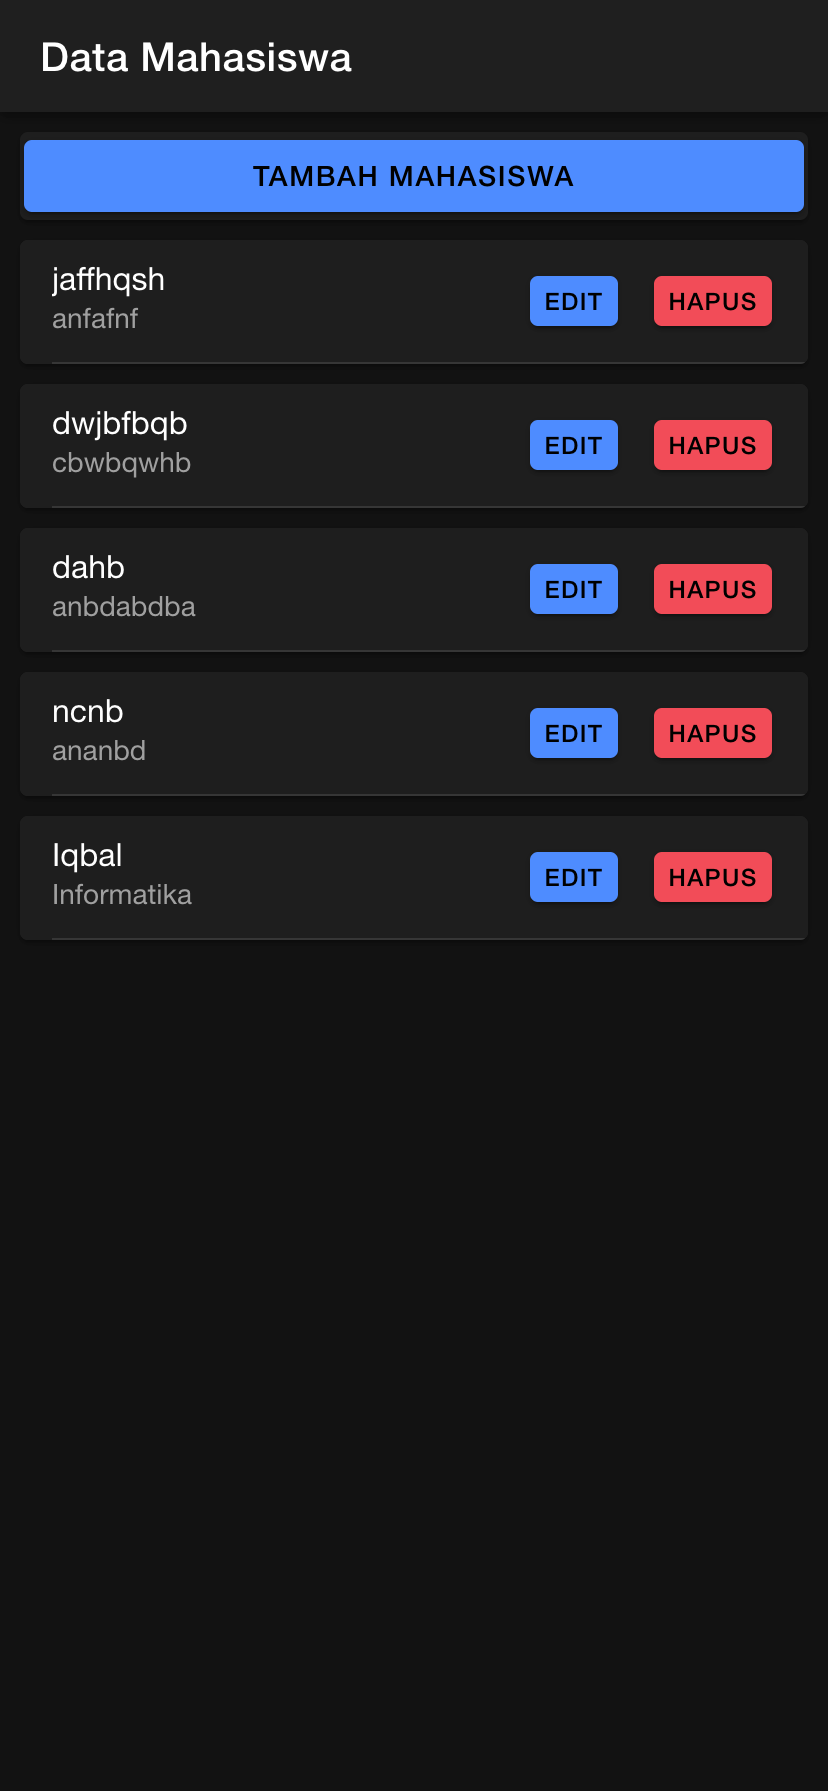 Data Mahasiswa
TAMBAH MAHASISWA
jaffhqsh
anfafnf
EDIT HAPUS
dwjbfbqb
cbwbqwhb
EDIT HAPUS
dahb
anbdabdba
EDIT HAPUS
ncnb
ananbd
EDIT HAPUS
Iqbal
Informatika
EDIT HAPUS